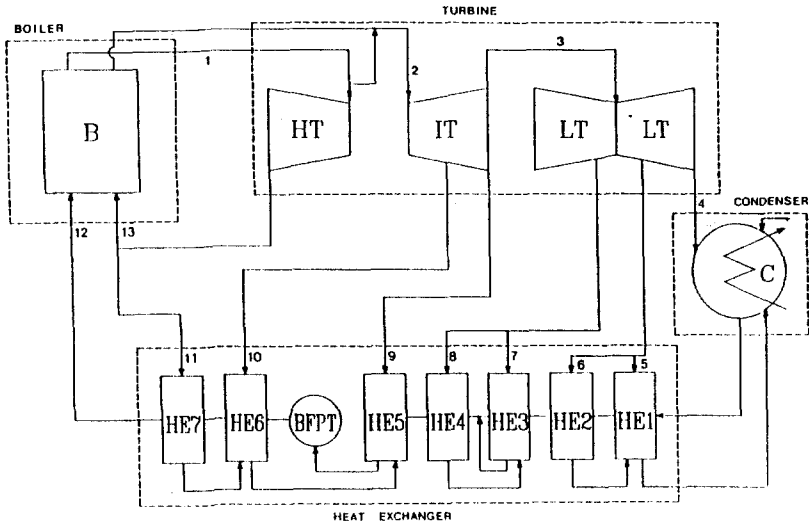 TURBINE
BOILER
1
2
3
B
HT
IT
LT
LT
CONDENSER
4
12
13
C
11
10
9
8
7
6
5
HE7
HE6
BFPT
HE5
HE4
HE3
HE2
HE1
HEAT EXCHANGER